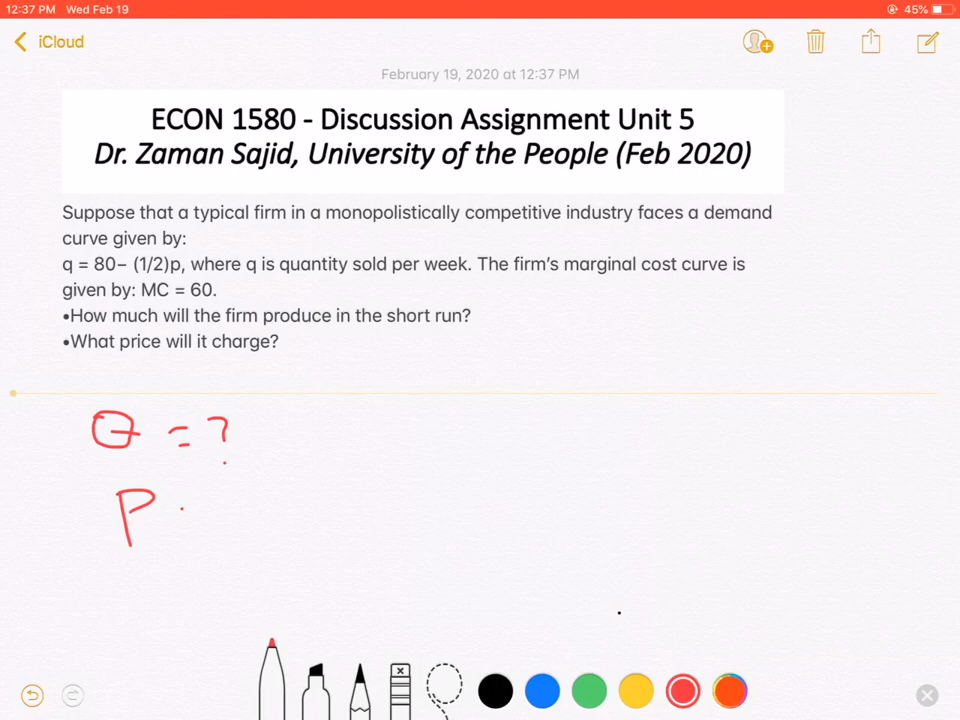 12:37 PM Wed Feb 19 45%
iCloud
February 19, 2020 at 12:37 PM
ECON 1580 - Discussion Assignment Unit 5
Dr. Zaman Sajid, University of the People (Feb 2020)
Suppose that a typical firm in a monopolistically competitive industry faces a demand
curve given by:
q = 80– (1/2)p, where q is quantity sold per week. The firm's marginal cost curve is
given by: MC = 60.
•How much will the firm produce in the short run?
•What price will it charge?
Q = ?
P